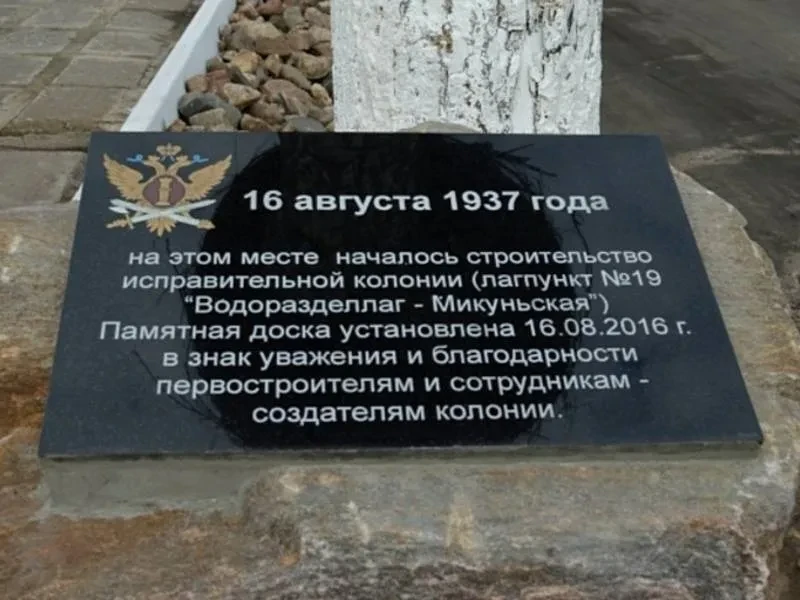 16 августа 1937 года
на этом месте началось строительство
исправительной колонии (лагпункт №19
“Водоразделлаг - Микуньская”)
Памятная доска установлена 16.08.2016 г.
в знак уважения и благодарности
первостроителям и сотрудникам -
создателям колонии.